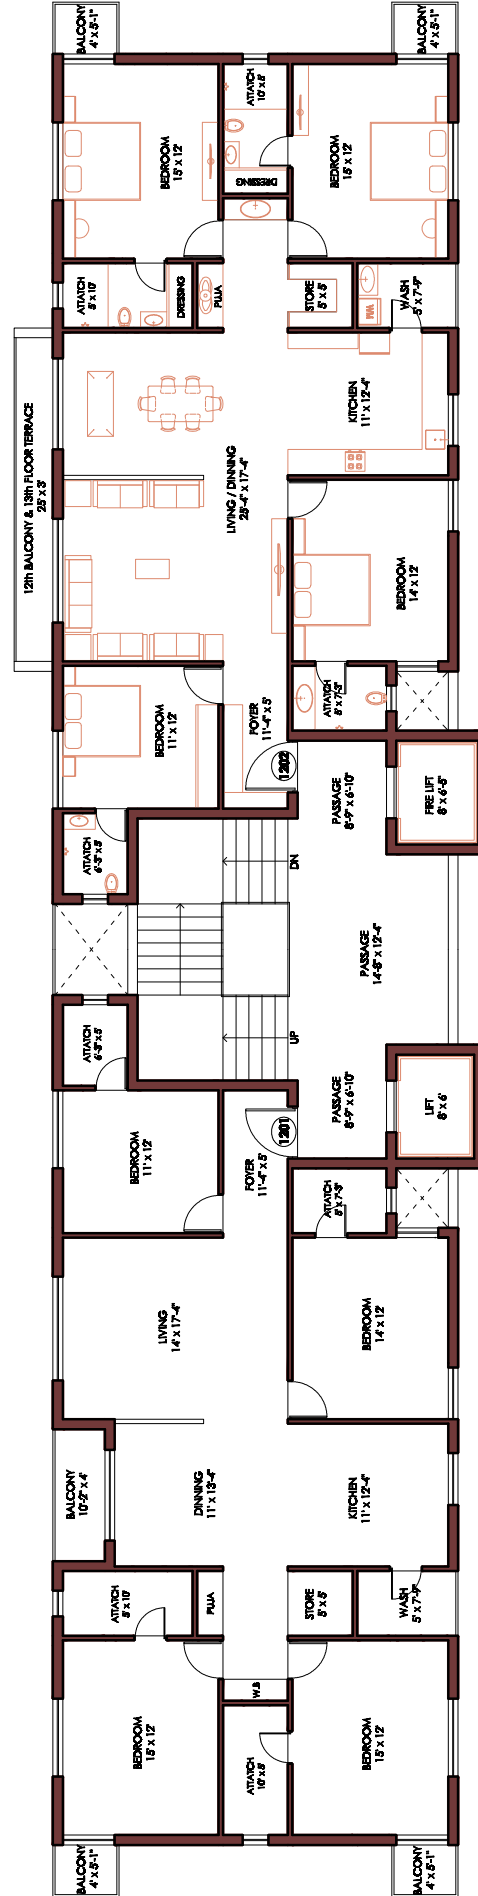 BALCONY
4' x 5'-1"
BALCONY
4' x 5'-1"
ATTATCH
10' x 5'
BEDROOM
15' x 12'
BEDROOM
15' x 12'
DRESSING
ATTATCH
5' x 10'
DRESSING
PUJA
STORE
5' x 5'
WM
WASH
5' x 7'-9"
12th BALCONY & 13th FLOOR TERRACE
25' x 3'
KITCHEN
11' x 12'-4"
LIVING / DINNING
25'-4" x 17'-4"
BEDROOM
14' x 12'
BEDROOM
11' x 12'
FOYER
11'-4" x 5'
ATTATCH
5' x 7'-3"
1202
PASSAGE
8'-9" x 6'-10"
FIRE LIFT
8' x 6'-5"
ATTATCH
6'-3" x 5'
DN
PASSAGE
14'-8" x 12'-4"
UP
ATTATCH
6'-3" x 5'
PASSAGE
8'-9" x 6'-10"
LIFT
8' x 6'
1201
BEDROOM
11' x 12'
FOYER
11'-4" x 5'
ATTATCH
5' x 7'-3"
LIVING
14' x 17'-4"
BEDROOM
14' x 12'
BALCONY
10'-2" x 4'
DINNING
11' x 13'-4"
KITCHEN
11' x 12'-4"
ATTATCH
5' x 10'
PUJA
STORE
5' x 5'
WASH
5' x 7'-9"
W.B
BEDROOM
15' x 12'
ATTATCH
10' x 5'
BEDROOM
15' x 12'
BALCONY
4' x 5'-1"
BALCONY
4' x 5'-1"